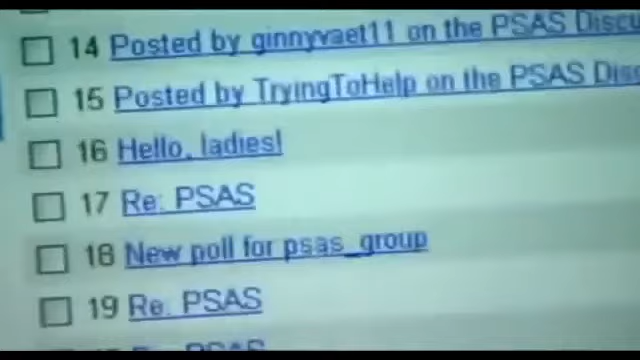 14 Posted by ginnyvaet11 on the PSAS
15 Posted by TryingToHelp on the PSAS
16 Hello, ladies!
17 Re: PSAS
18 New poll for psas_group
19 Re: PSAS